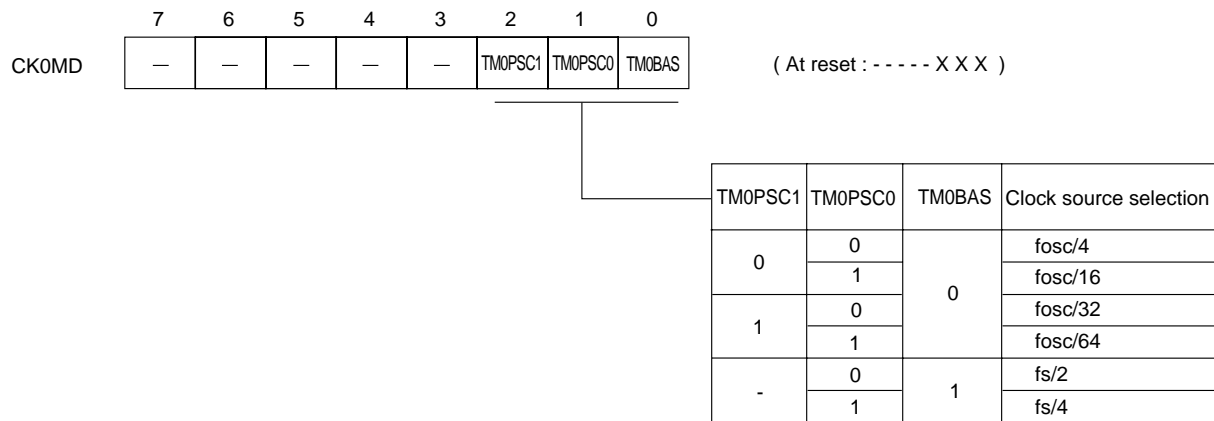 7 6 5 4 3 2 1 0
CK0MD — — — — — TM0PSC1 TM0PSC0 TM0BAS ( At reset : - - - - - X X X )
TM0PSC1 TM0PSC0 TM0BAS Clock source selection
0 0 0 fosc/4
1 fosc/16
1 0 fosc/32
1 fosc/64
- 0 1 fs/2
1 fs/4